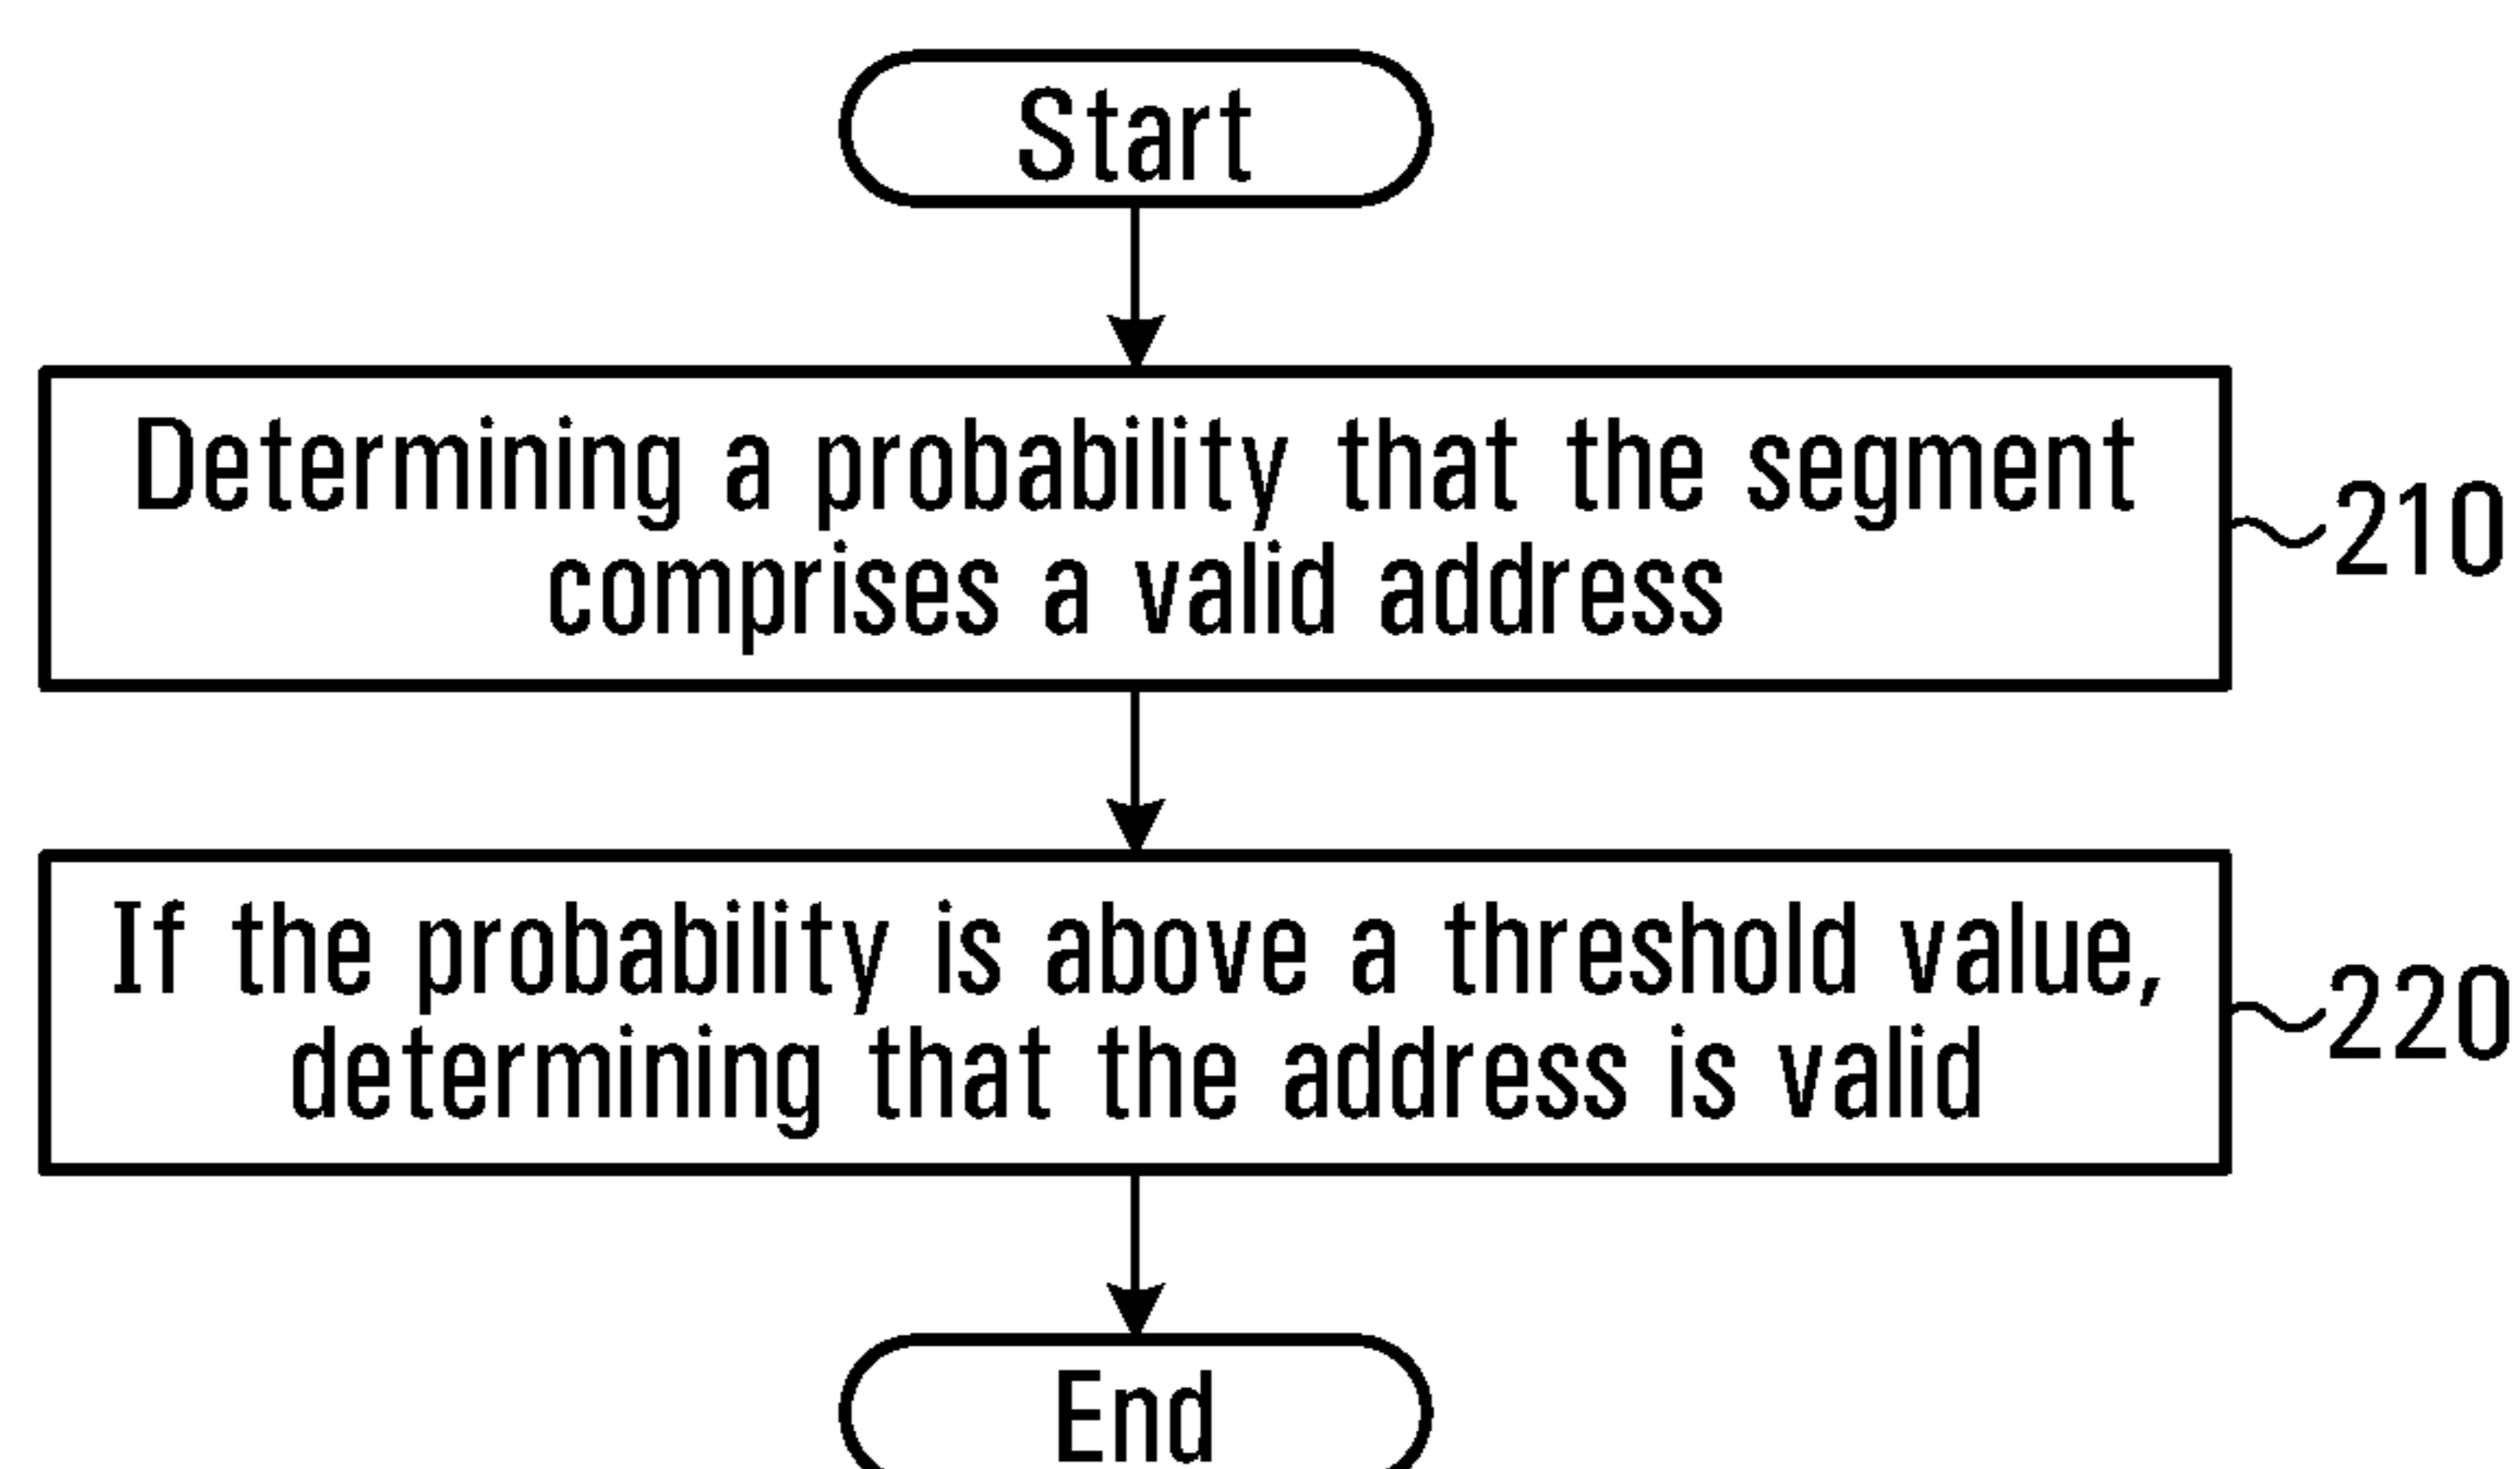 Start
Determining a probability that the segment
comprises a valid address
210
If the probability is above a threshold value,
determining that the address is valid
220
End